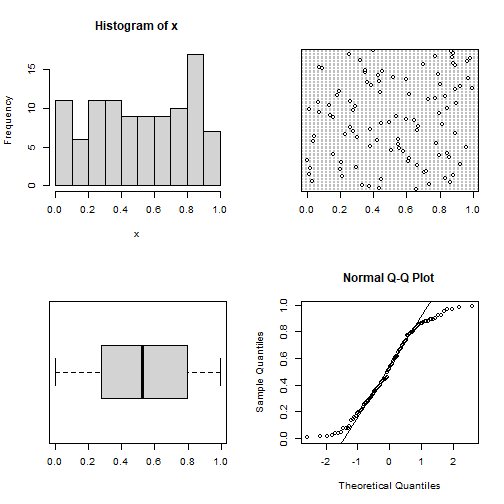 Histogram of x
Frequency
15
10
5
0
0.0 0.2 0.4 0.6 0.8 1.0
x
0.0 0.2 0.4 0.6 0.8 1.0
0.0 0.2 0.4 0.6 0.8 1.0
Normal Q-Q Plot
Sample Quantiles
1.0
0.8
0.6
0.4
0.2
0.0
-2 -1 0 1 2
Theoretical Quantiles